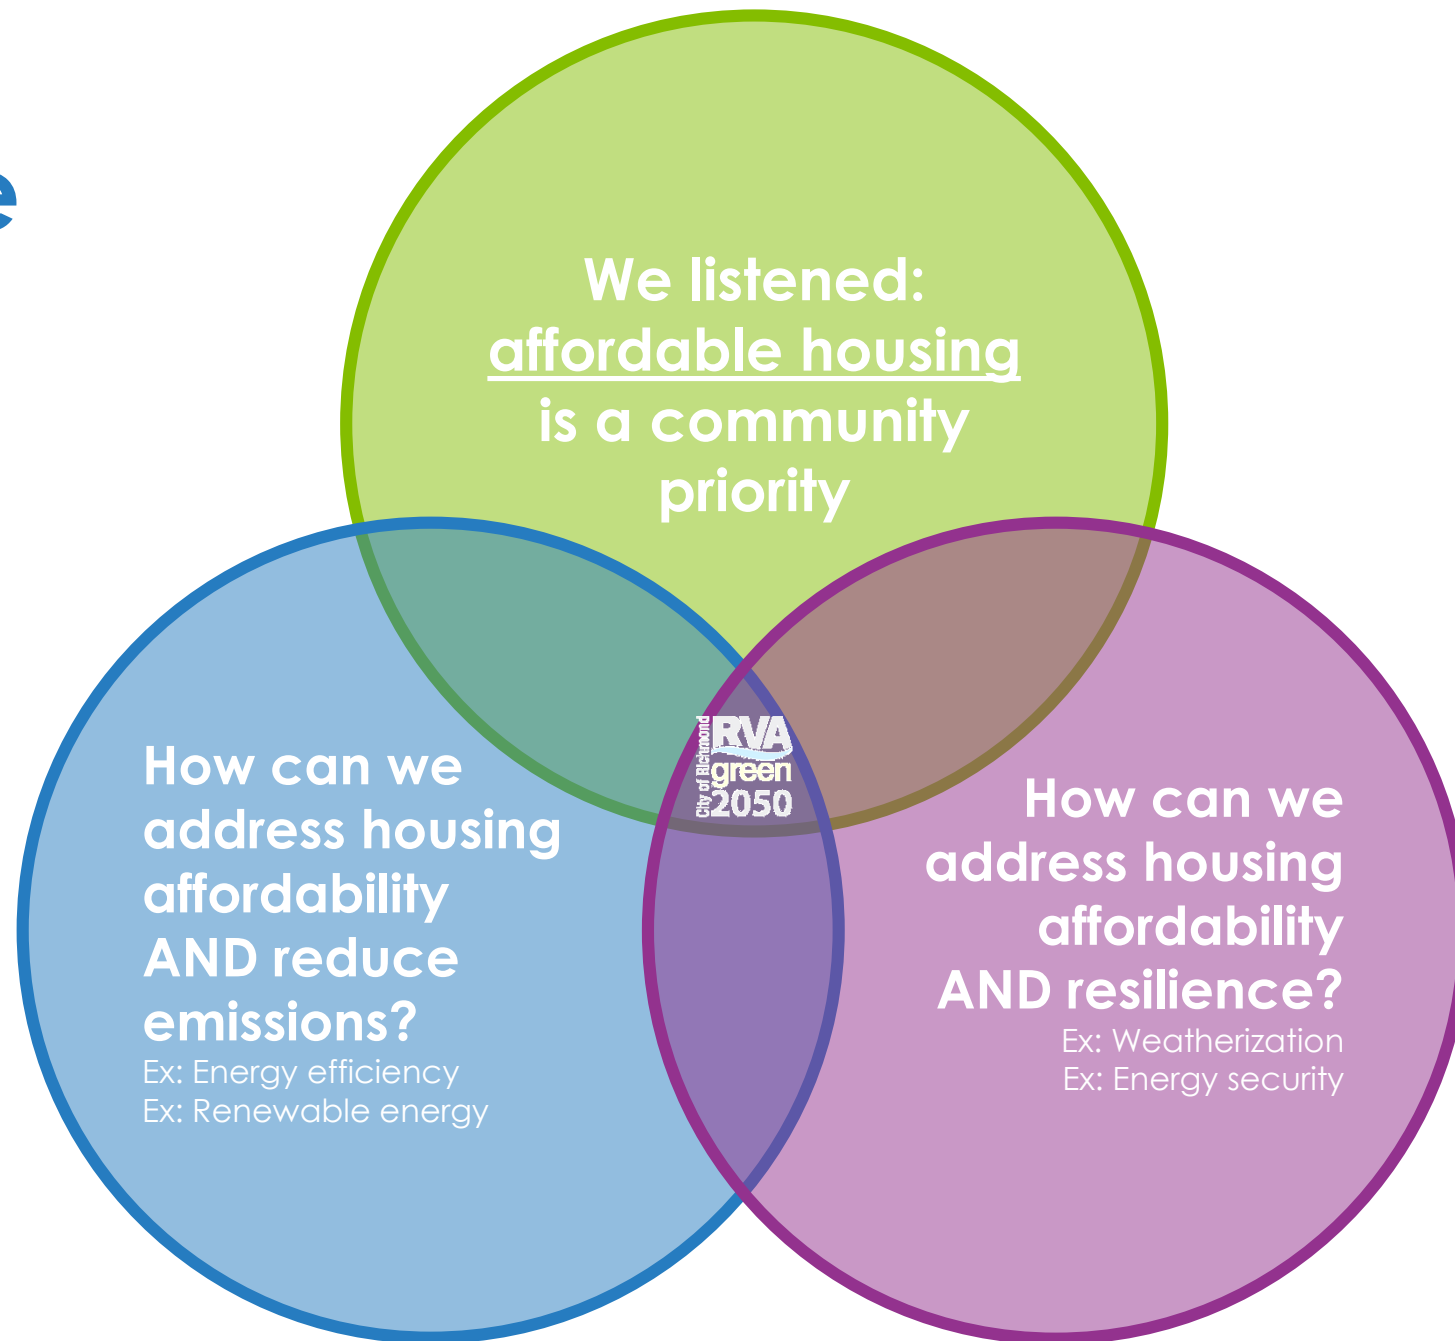 e
We listened:
affordable housing
is a community
priority
City of Richmond
RVA
green
2050
How can we
address housing
affordability
AND reduce
emissions?
Ex: Energy efficiency
Ex: Renewable energy
How can we
address housing
affordability
AND resilience?
Ex: Weatherization
Ex: Energy security